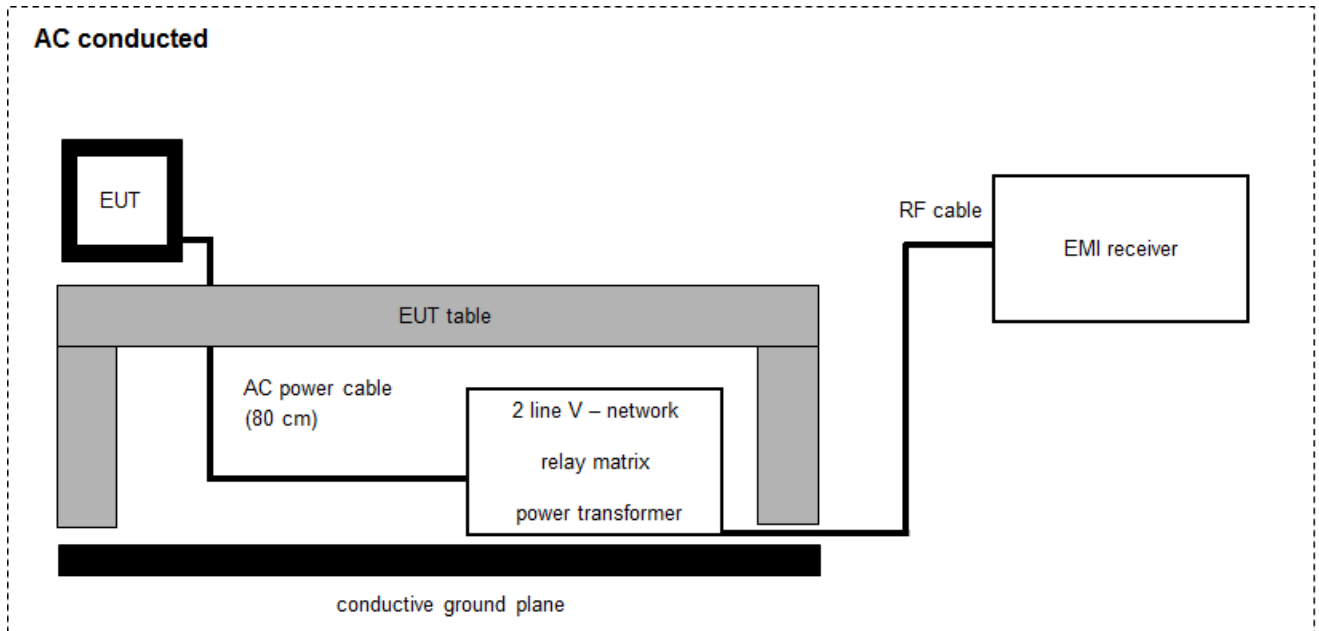 AC conducted
EUT
RF cable
EMI receiver
EUT table
AC power cable
(80 cm)
2 line V – network
relay matrix
power transformer
conductive ground plane